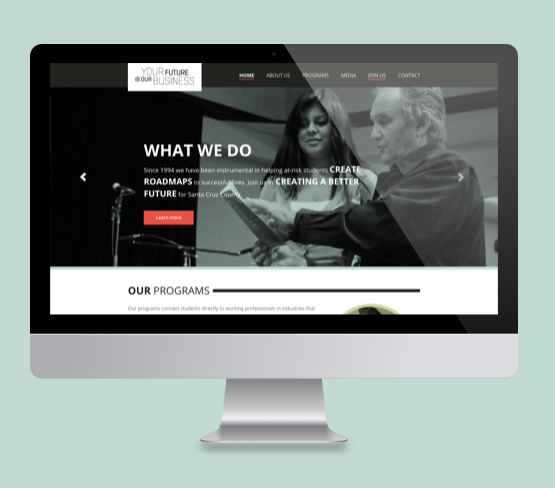 YOUR FUTURE
IS OUR BUSINESS
HOME ABOUT US PROGRAMS MEDIA JOIN US CONTACT
WHAT WE DO
Since 1994 we have been instrumental in helping at-risk students CREATE
ROADMAPS to successful lives. Join us in CREATING A BETTER
FUTURE for Santa Cruz County.
Learn more
OUR PROGRAMS
Our programs connect students directly to working professionals in industries that